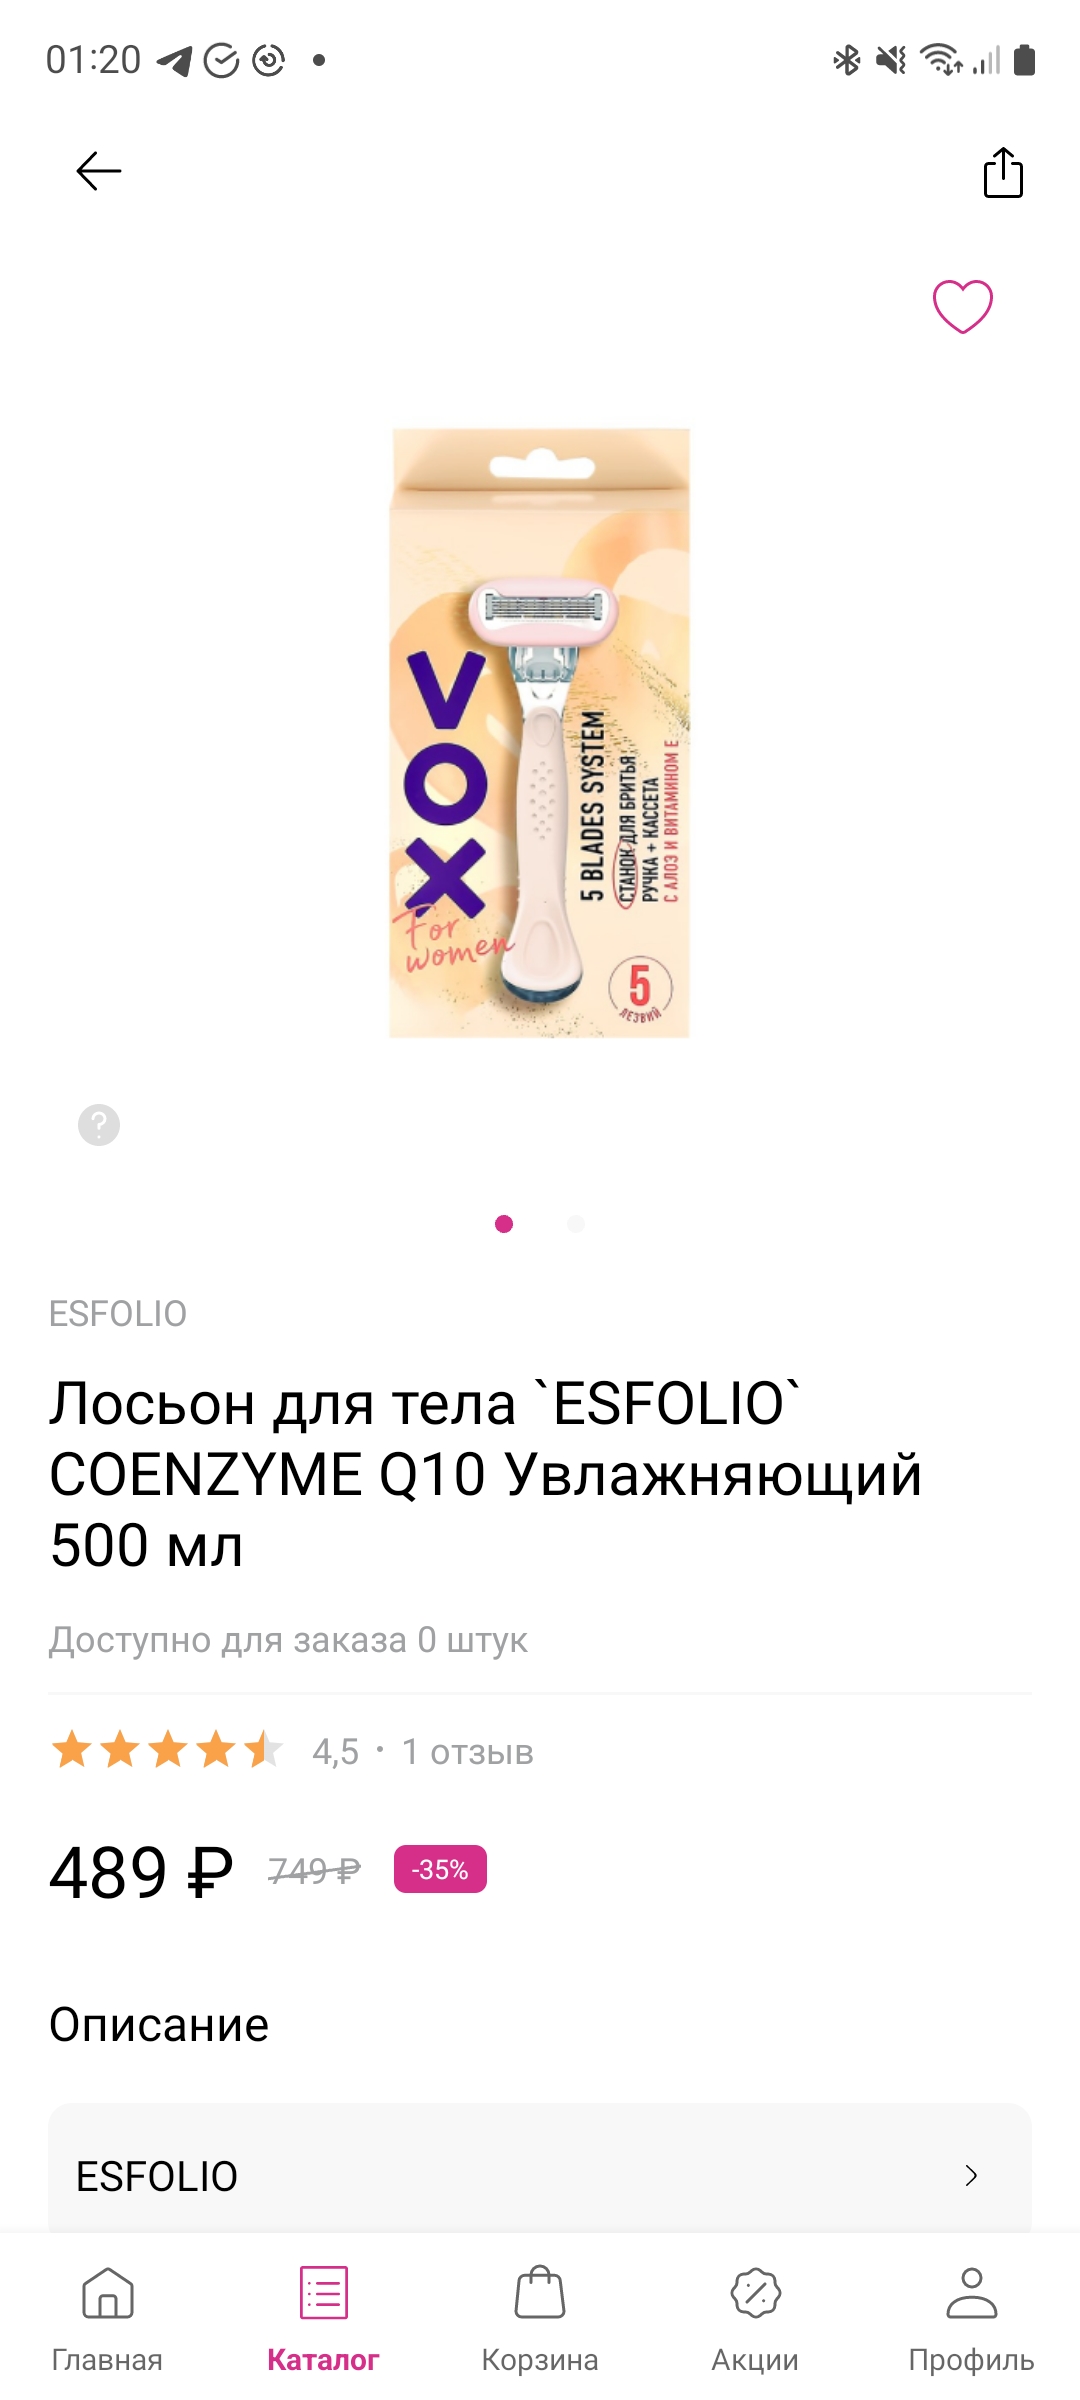 01:20
VOX
For
women
5 BLADES SYSTEM
СТАНОК ДЛЯ БРИТЬЯ
РУЧКА + КАССЕТА
С АЛОЭ И ВИТАМИНОМ Е
5
ЛЕЗВИЙ
?
ESFOLIO
Лосьон для тела `ESFOLIO`
COENZYME Q10 Увлажняющий
500 мл
Доступно для заказа 0 штук
4,5 · 1 отзыв
489 ₽ 749 ₽ -35%
Описание
ESFOLIO
Главная Каталог Корзина Акции Профиль